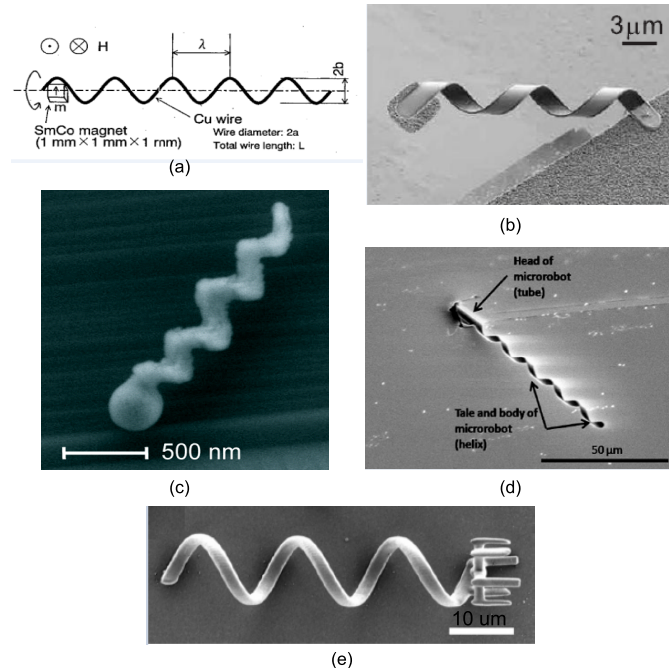 H
λ
2b
m
Cu wire
SmCo magnet
Wire diameter: 2a
(1 mm×1 mm×1 mm)
Total wire length: L
(a)
3μm
(b)
500 nm
(c)
Head of
microrobot
(tube)
Tale and body of
microrobot
(helix)
50 μm
(d)
10 um
(e)